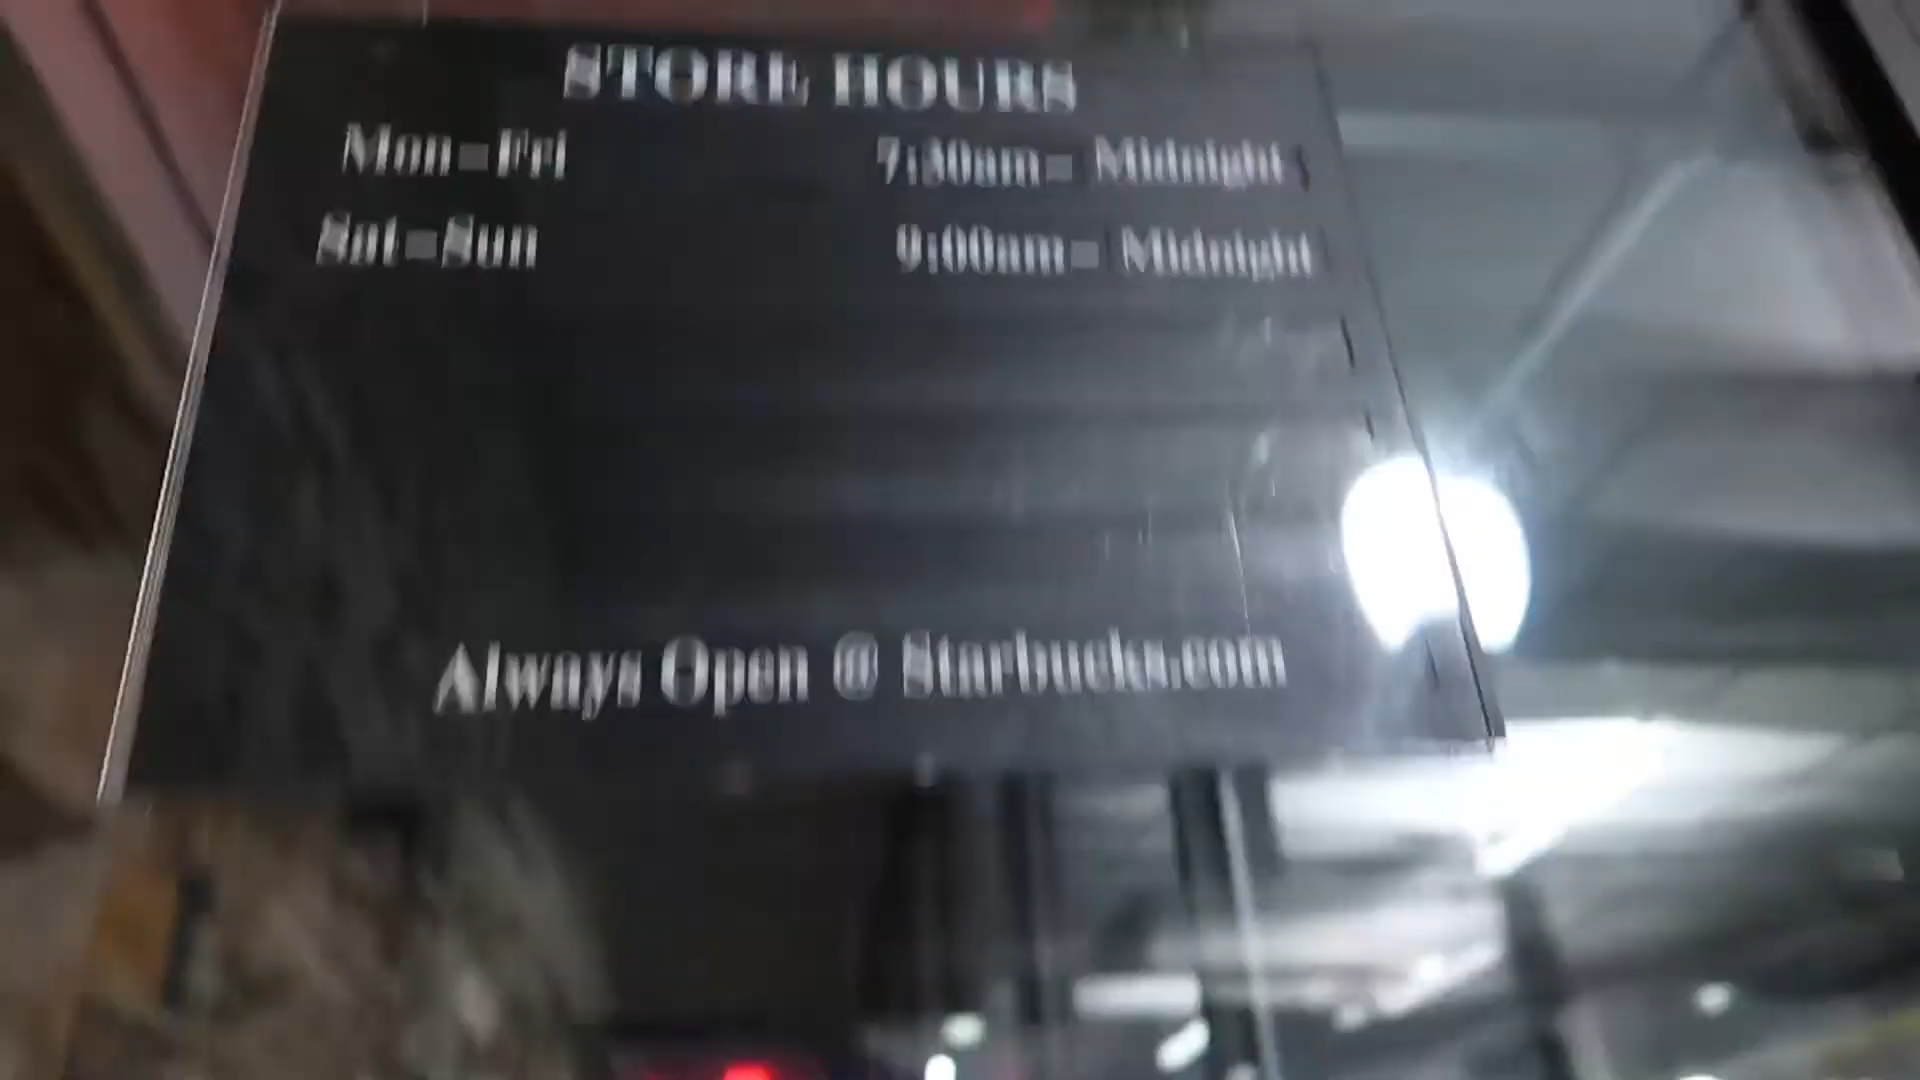 STORE HOURS
Mon-Fri 7:30am- Midnight
Sat-Sun 9:00am- Midnight
Always Open @ Starbucks.com